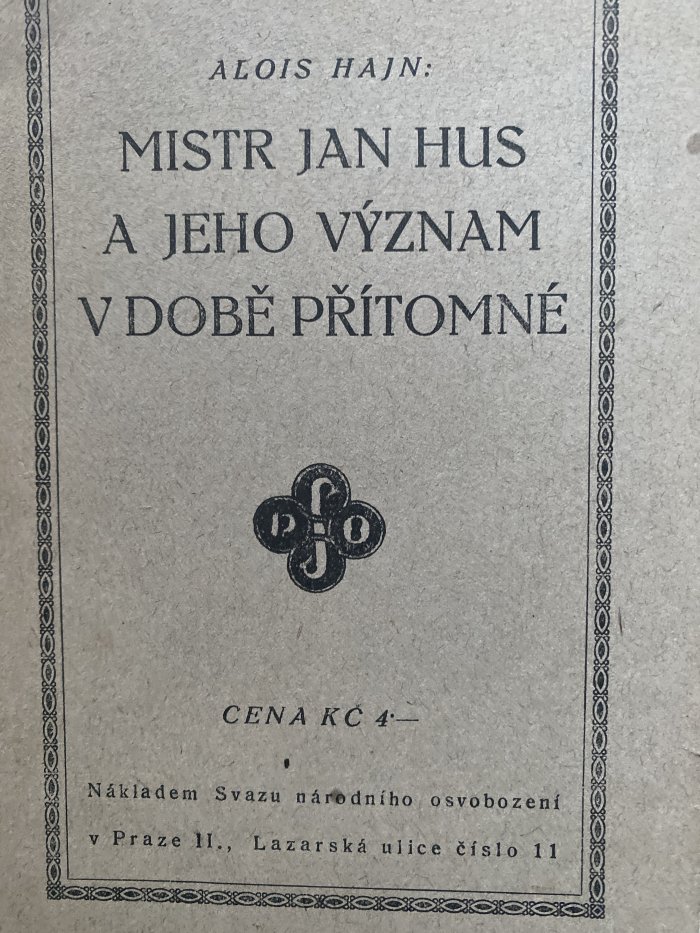 ALOIS HAJN:
MISTR JAN HUS
A JEHO VÝZNAM
V DOBĚ PŘÍTOMNÉ
CENA KČ 4·—
Nákladem Svazu národního osvobození
v Praze II., Lazarská ulice číslo 11